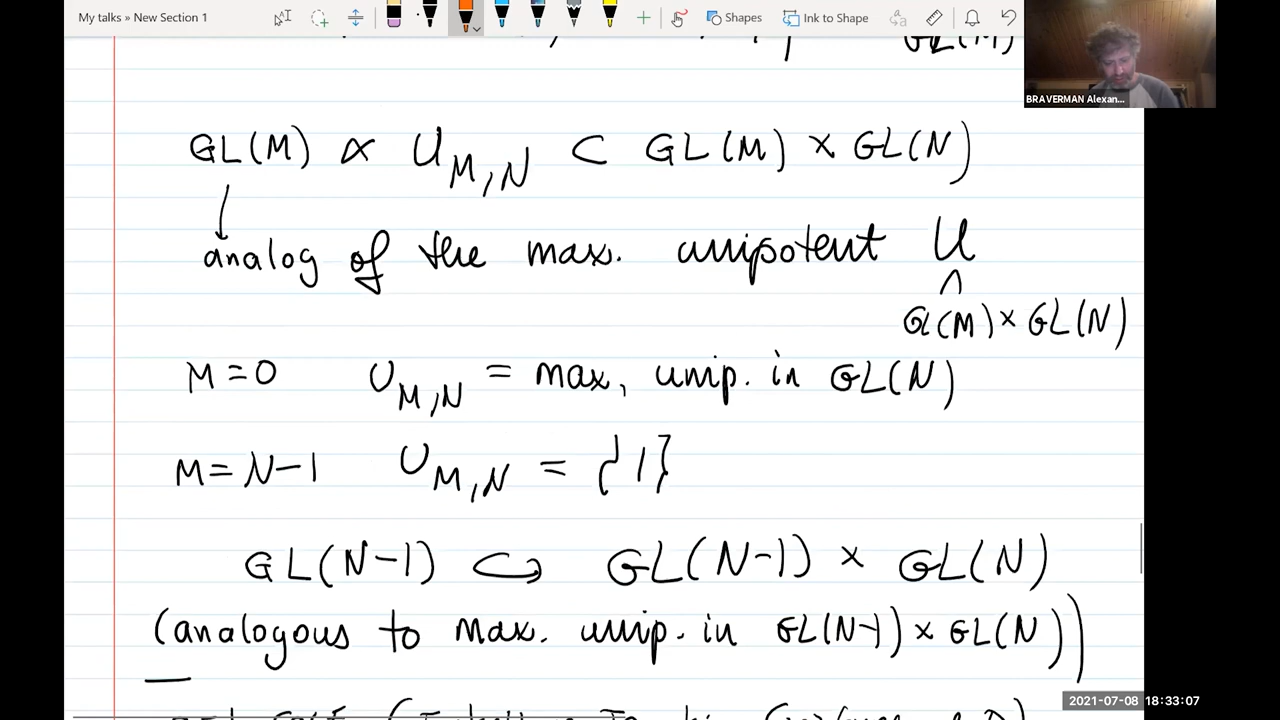 My talks » New Section 1
Shapes
Ink to Shape
GL(M)
BRAVERMAN Alexan...
GL(M) ∝ U_{M,N} ⊂ GL(M) × GL(N)
↓
analog of the max. unipotent U
∩
GL(M) × GL(N)
M=0 U_{M,N} = max, unip. in GL(N)
M=N-1 U_{M,N} = {1}
GL(N-1) ↪ GL(N-1) × GL(N)
(analogous to max. unip. in GL(N-1) × GL(N))
2021-07-08 18:33:07